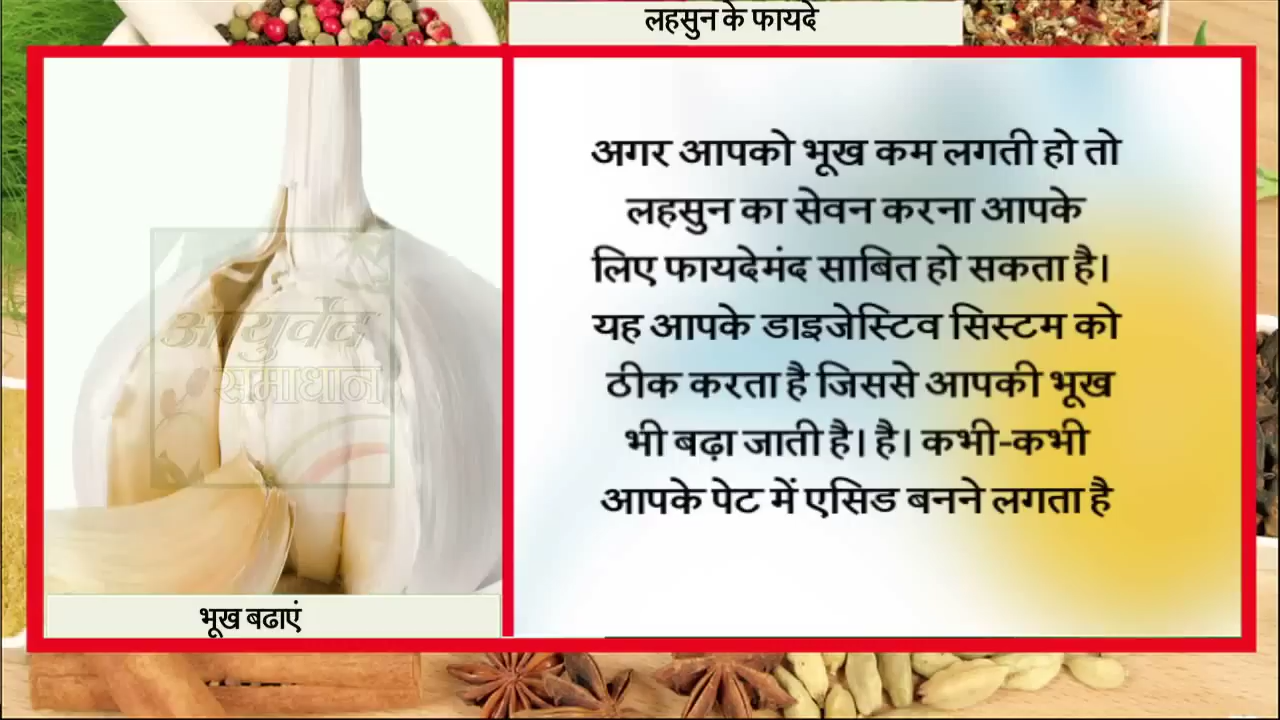 लहसुन के फायदे
अगर आपको भूख कम लगती हो तो
लहसुन का सेवन करना आपके
लिए फायदेमंद साबित हो सकता है।
यह आपके डाइजेस्टिव सिस्टम को
ठीक करता है जिससे आपकी भूख
भी बढ़ा जाती है। है। कभी-कभी
आपके पेट में एसिड बनने लगता है
आयुर्वेद
समाधान
भूख बढाएं